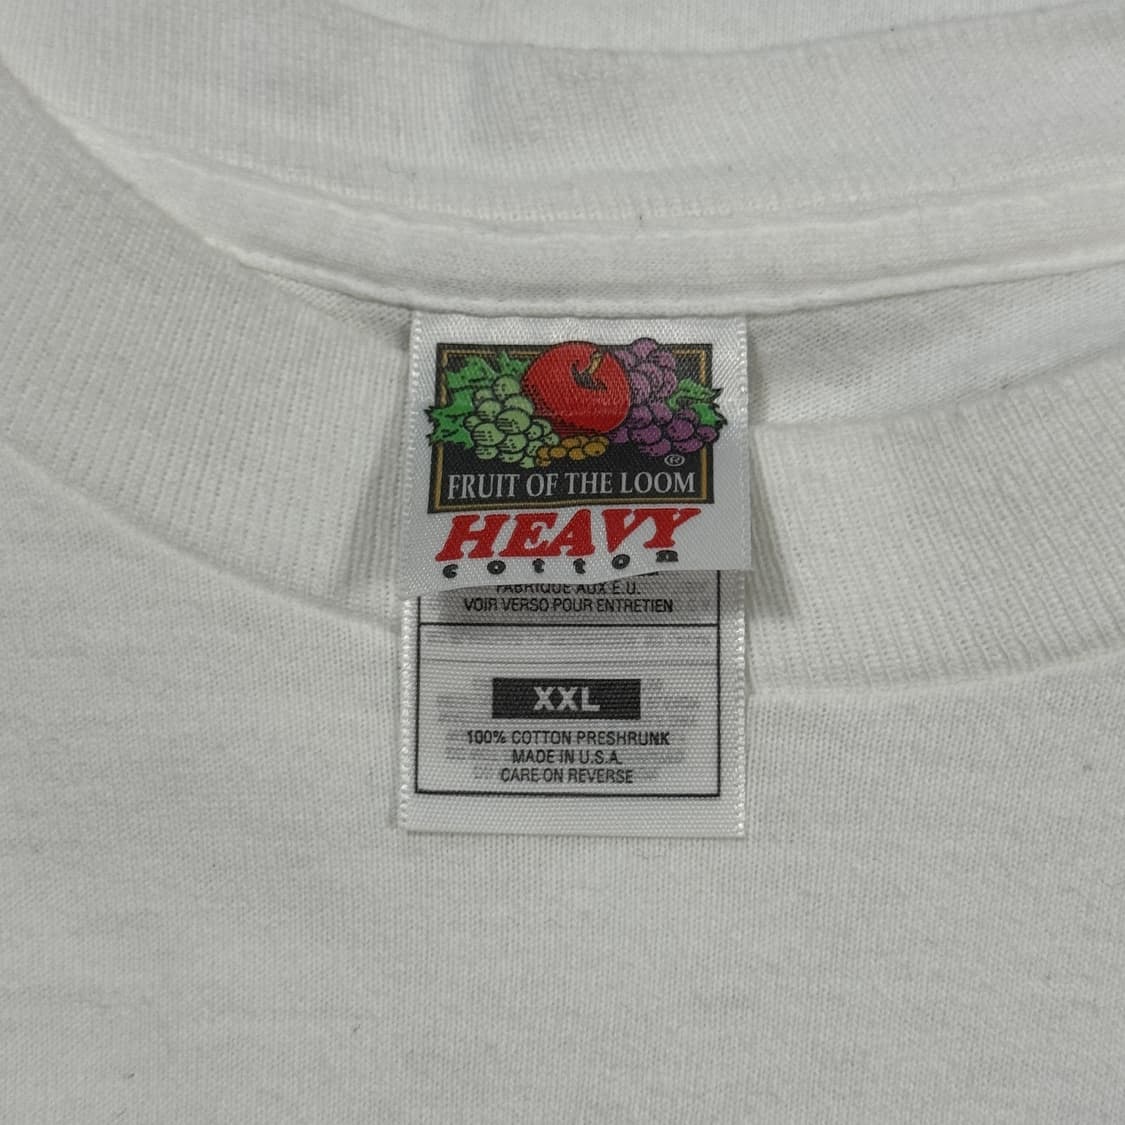 ®
FRUIT OF THE LOOM
HEAVY
cotton
FABRIQUE AUX E.U.
VOIR VERSO POUR ENTRETIEN
XXL
100% COTTON PRESHRUNK
MADE IN U.S.A.
CARE ON REVERSE